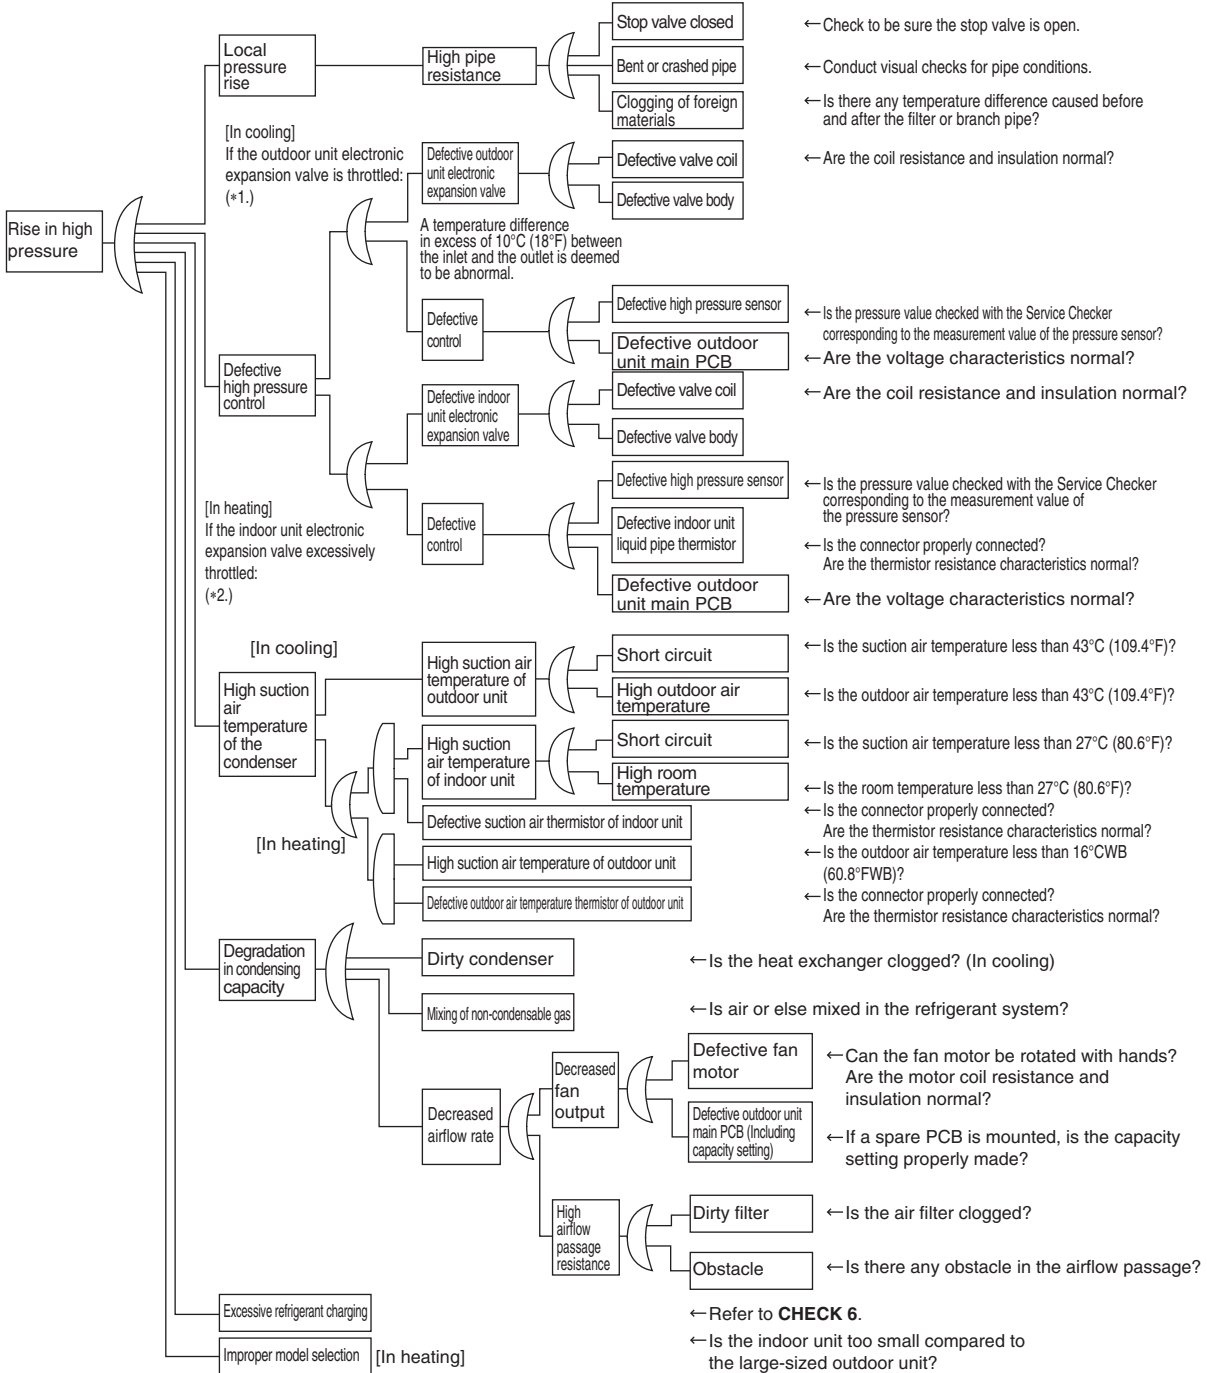 Rise in high
pressure
Local
pressure
rise
High pipe
resistance
Stop valve closed
←Check to be sure the stop valve is open.
Bent or crashed pipe
←Conduct visual checks for pipe conditions.
Clogging of foreign
materials
←Is there any temperature difference caused before
and after the filter or branch pipe?
[In cooling]
If the outdoor unit electronic
expansion valve is throttled:
(*1.)
Defective outdoor
unit electronic
expansion valve
Defective valve coil
←Are the coil resistance and insulation normal?
Defective valve body
A temperature difference
in excess of 10°C (18°F) between
the inlet and the outlet is deemed
to be abnormal.
Defective
control
Defective high pressure sensor
←Is the pressure value checked with the Service Checker
corresponding to the measurement value of the pressure sensor?
Defective outdoor
unit main PCB
←Are the voltage characteristics normal?
Defective
high pressure
control
Defective indoor
unit electronic
expansion valve
Defective valve coil
←Are the coil resistance and insulation normal?
Defective valve body
[In heating]
If the indoor unit electronic
expansion valve excessively
throttled:
(*2.)
Defective
control
Defective high pressure sensor
←Is the pressure value checked with the Service Checker
corresponding to the measurement value of
the pressure sensor?
Defective indoor unit
liquid pipe thermistor
←Is the connector properly connected?
Are the thermistor resistance characteristics normal?
Defective outdoor
unit main PCB
←Are the voltage characteristics normal?
[In cooling]
High suction
air
temperature
of the
condenser
High suction air
temperature of
outdoor unit
Short circuit
←Is the suction air temperature less than 43°C (109.4°F)?
High outdoor air
temperature
←Is the outdoor air temperature less than 43°C (109.4°F)?
High suction
air temperature
of indoor unit
Short circuit
←Is the suction air temperature less than 27°C (80.6°F)?
High room
temperature
←Is the room temperature less than 27°C (80.6°F)?
[In heating]
Defective suction air thermistor of indoor unit
←Is the connector properly connected?
Are the thermistor resistance characteristics normal?
High suction air temperature of outdoor unit
←Is the outdoor air temperature less than 16°CWB
(60.8°FWB)?
Defective outdoor air temperature thermistor of outdoor unit
←Is the connector properly connected?
Are the thermistor resistance characteristics normal?
Degradation
in condensing
capacity
Dirty condenser
←Is the heat exchanger clogged? (In cooling)
Mixing of non-condensable gas
←Is air or else mixed in the refrigerant system?
Decreased
airflow rate
Decreased
fan
output
Defective fan
motor
←Can the fan motor be rotated with hands?
Are the motor coil resistance and
insulation normal?
Defective outdoor unit
main PCB (Including
capacity setting)
←If a spare PCB is mounted, is the capacity
setting properly made?
High
airflow
passage
resistance
Dirty filter
←Is the air filter clogged?
Obstacle
←Is there any obstacle in the airflow passage?
Excessive refrigerant charging
←Refer to CHECK 6.
Improper model selection
[In heating]
←Is the indoor unit too small compared to
the large-sized outdoor unit?